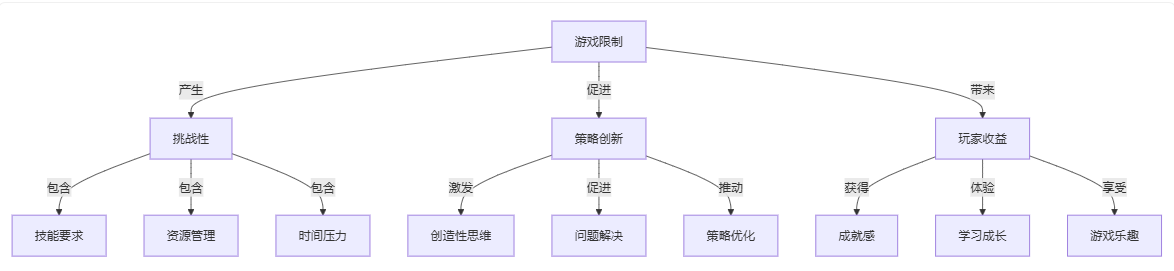 游戏限制
产生
促进
带来
挑战性
策略创新
玩家收益
包含
包含
包含
激发
促进
推动
获得
体验
享受
技能要求
资源管理
时间压力
创造性思维
问题解决
策略优化
成就感
学习成长
游戏乐趣